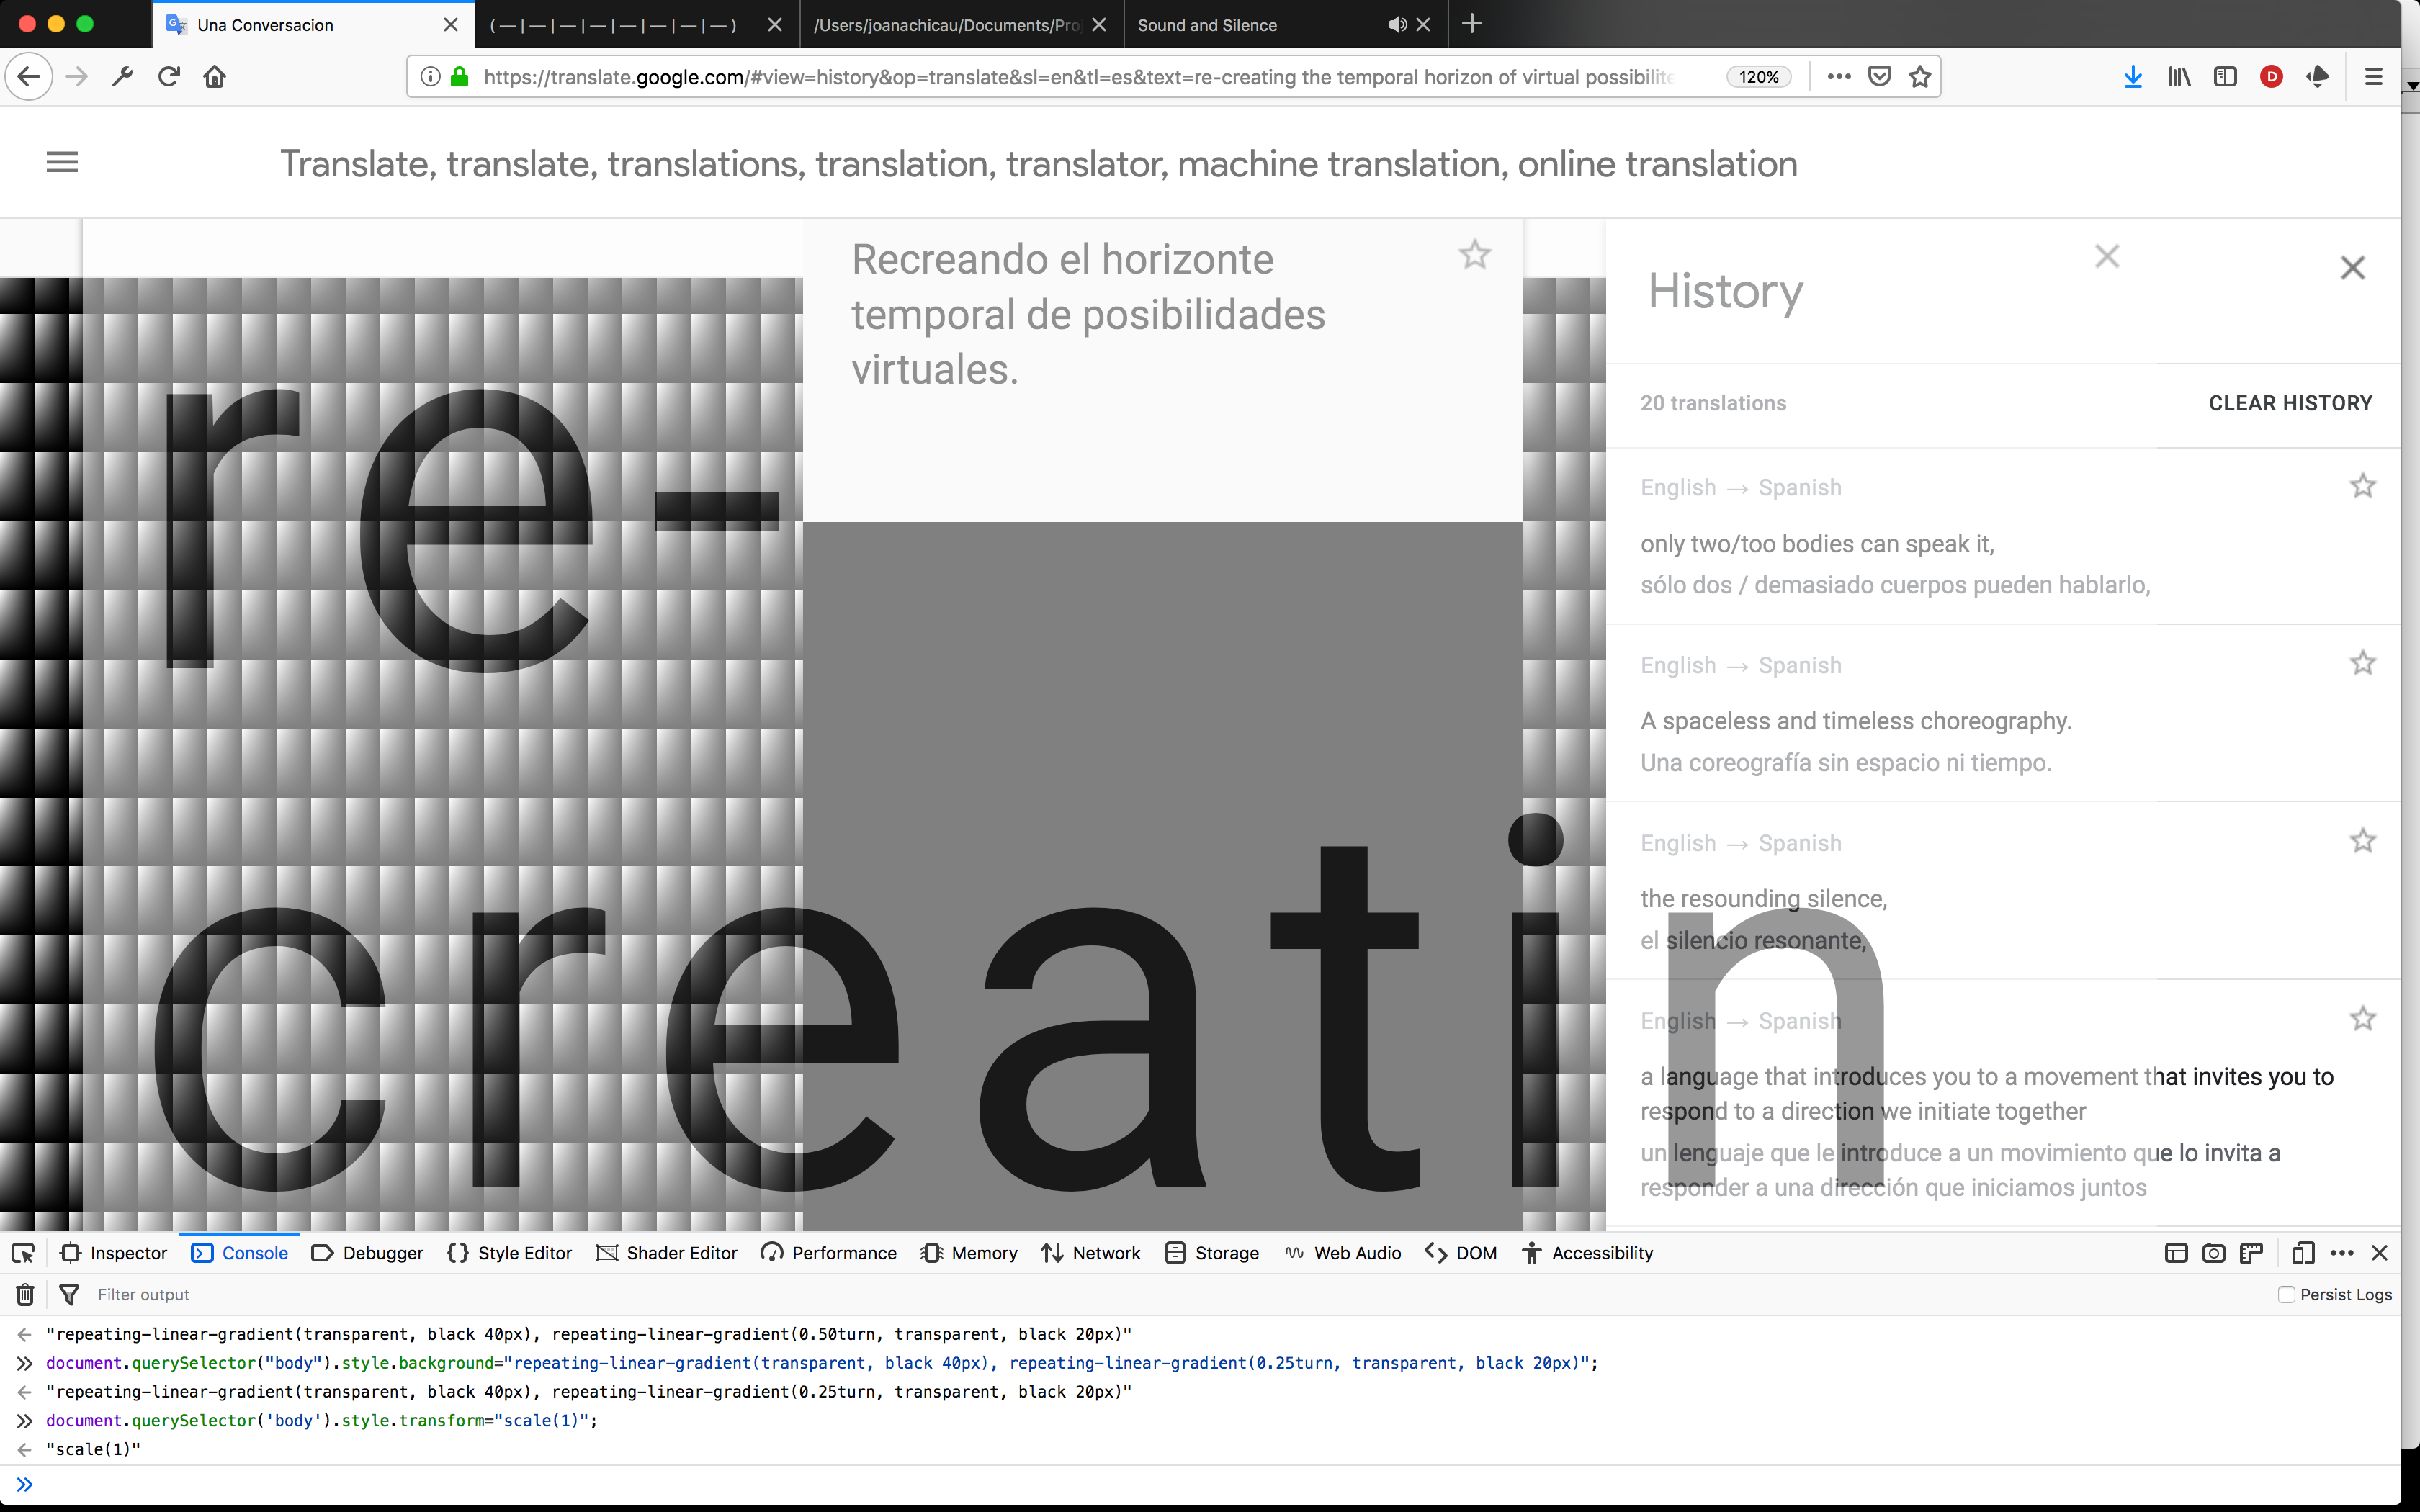 Una Conversacion
( — | — | — | — | — | — | — | — )
/Users/joanachicau/Documents/Pro
Sound and Silence
https://translate.google.com/#view=history&op=translate&sl=en&tl=es&text=re-creating the temporal horizon of virtual possibilite
120%
D
Translate, translate, translations, translation, translator, machine translation, online translation
re-
creatin
Recreando el horizonte
temporal de posibilidades
virtuales.
History
20 translations
CLEAR HISTORY
English → Spanish
only two/too bodies can speak it,
sólo dos / demasiado cuerpos pueden hablarlo,
English → Spanish
A spaceless and timeless choreography.
Una coreografía sin espacio ni tiempo.
English → Spanish
the resounding silence,
el silencio resonante,
English → Spanish
a language that introduces you to a movement that invites you to
respond to a direction we initiate together
un lenguaje que le introduce a un movimiento que lo invita a
responder a una dirección que iniciamos juntos
Inspector Console Debugger Style Editor Shader Editor Performance Memory Network Storage Web Audio DOM Accessibility
Filter output
Persist Logs
"repeating-linear-gradient(transparent, black 40px), repeating-linear-gradient(0.50turn, transparent, black 20px)"
document.querySelector("body").style.background="repeating-linear-gradient(transparent, black 40px), repeating-linear-gradient(0.25turn, transparent, black 20px)";
"repeating-linear-gradient(transparent, black 40px), repeating-linear-gradient(0.25turn, transparent, black 20px)"
document.querySelector('body').style.transform="scale(1)";
"scale(1)"